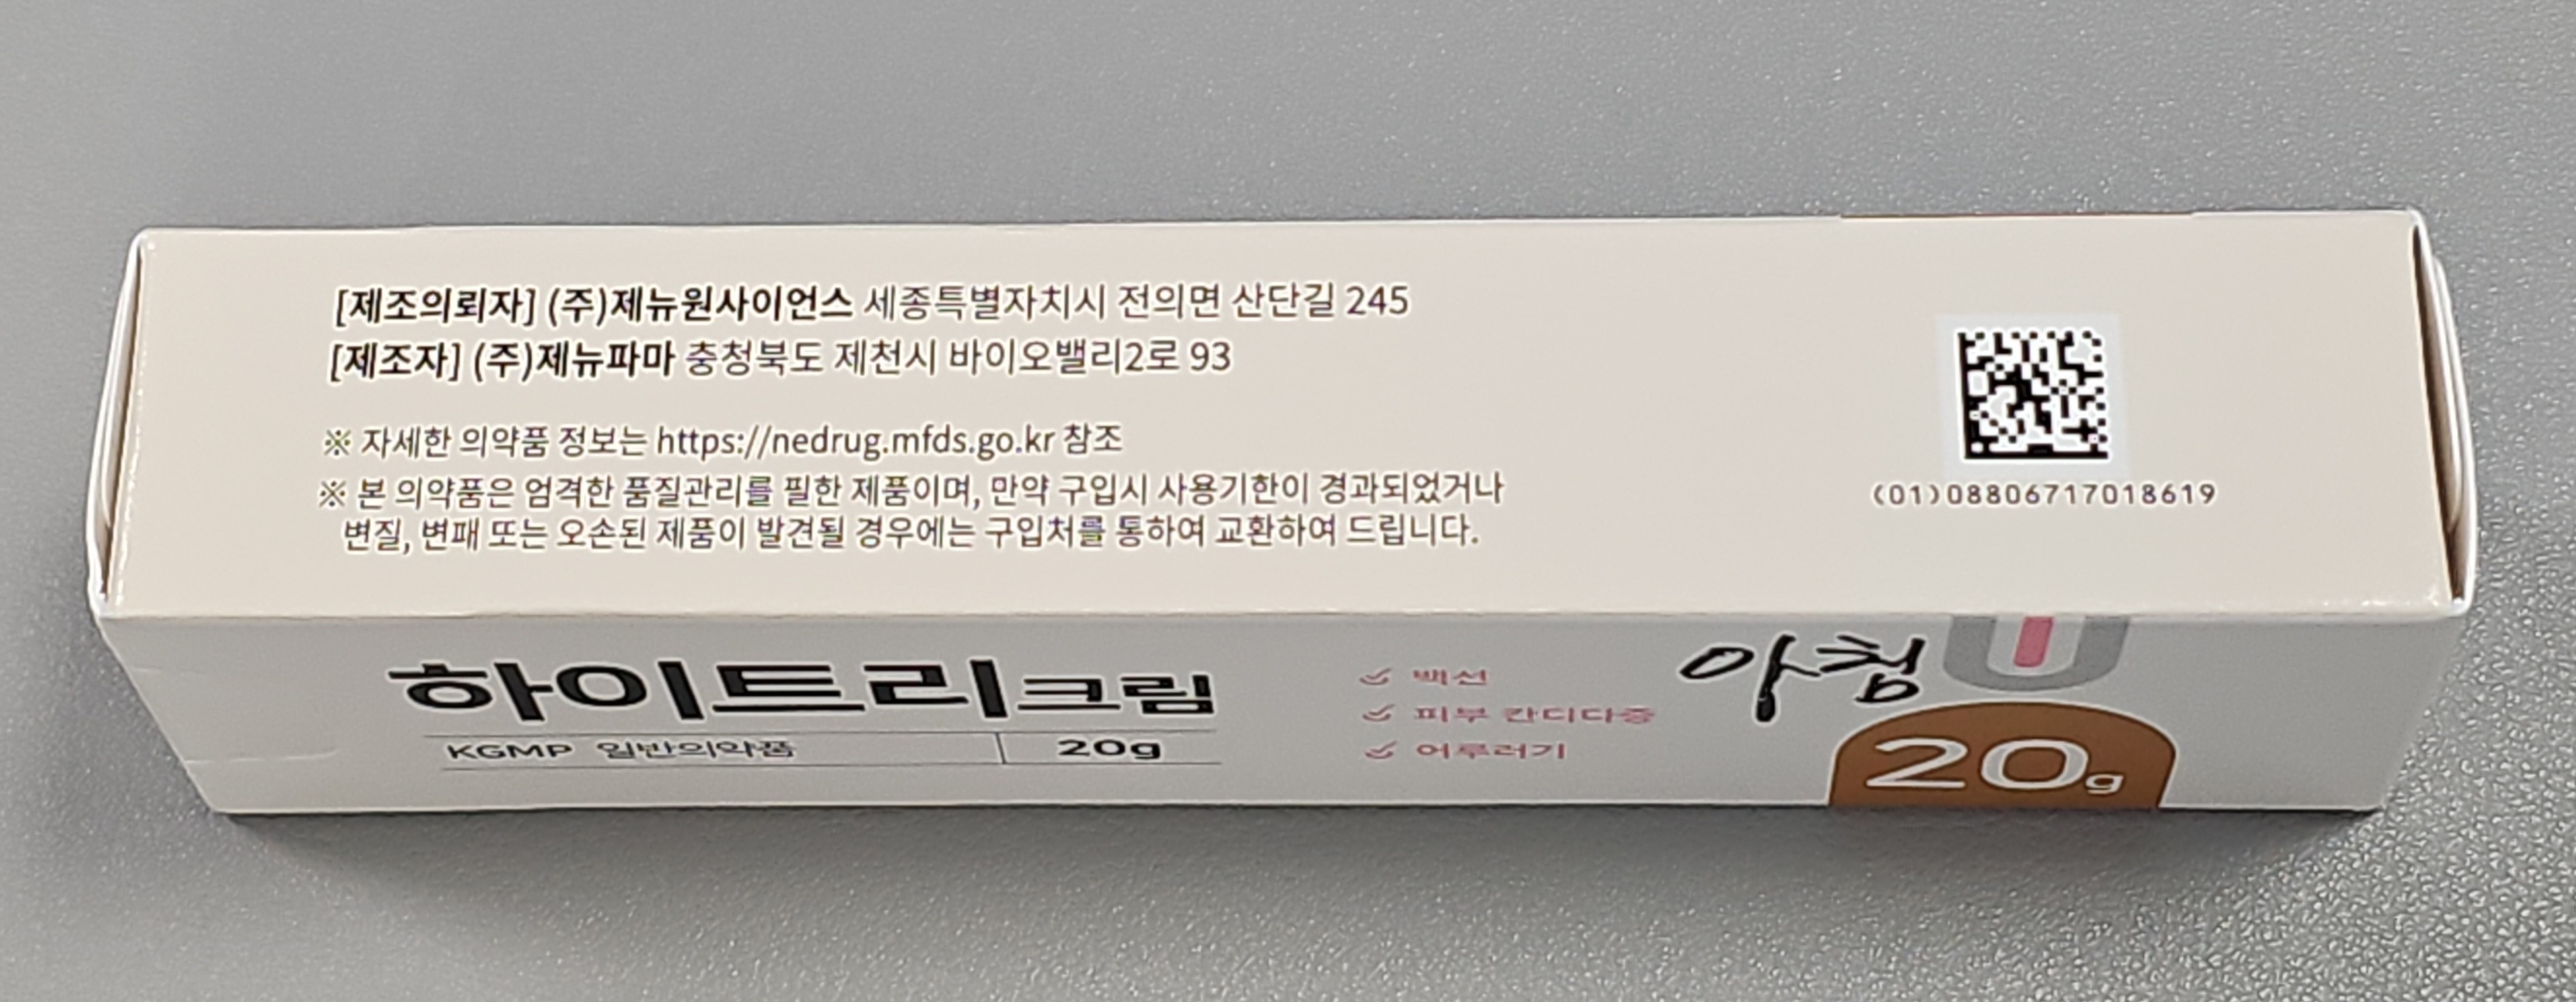 [제조의뢰자] (주)제뉴원사이언스 세종특별자치시 전의면 산단길 245
[제조자] (주)제뉴파마 충청북도 제천시 바이오밸리2로 93
※ 자세한 의약품 정보는 https://nedrug.mfds.go.kr 참조
※ 본 의약품은 엄격한 품질관리를 필한 제품이며, 만약 구입시 사용기한이 경과되었거나
변질, 변패 또는 오손된 제품이 발견될 경우에는 구입처를 통하여 교환하여 드립니다.
(01)08806717018619
하이트리크림
KGMP 일반의약품 20g
백선
피부 칸디다증
어루러기
아침
20g